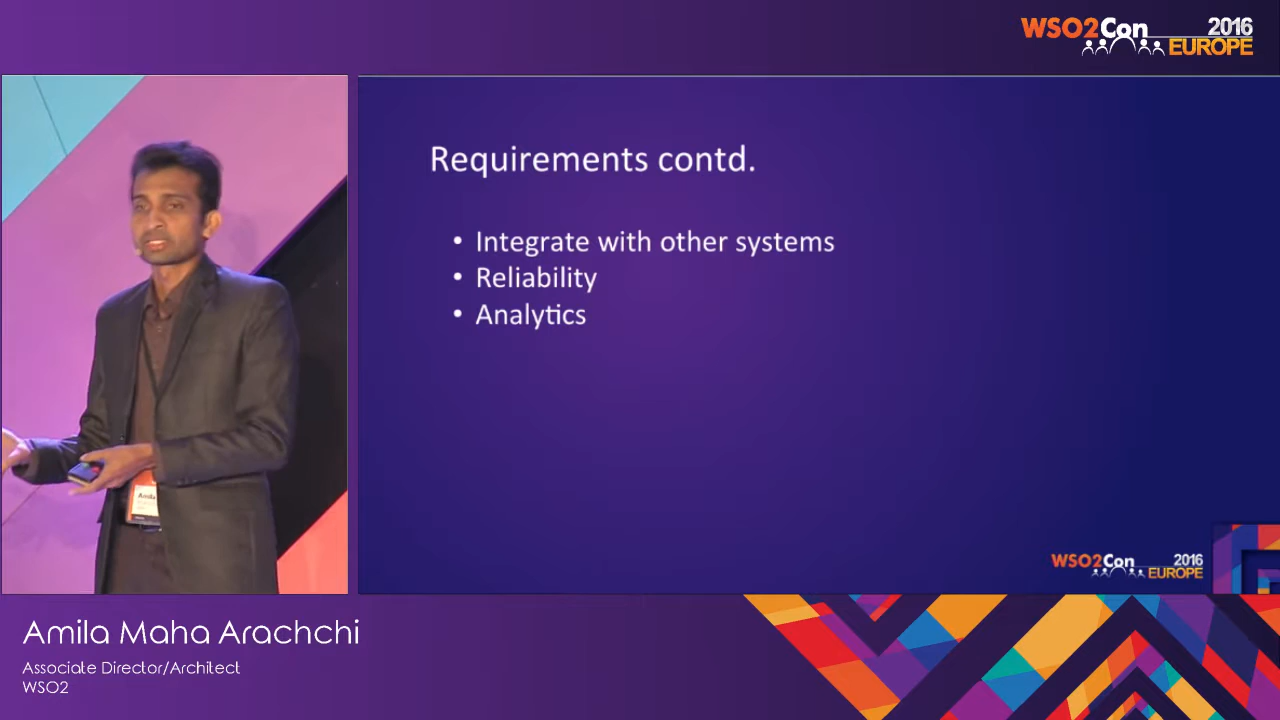 WSO2Con 2016
EUROPE
Requirements contd.
• Integrate with other systems
• Reliability
• Analytics
Amila
WSO2Con 2016
EUROPE
Amila Maha Arachchi
Associate Director/Architect
WSO2